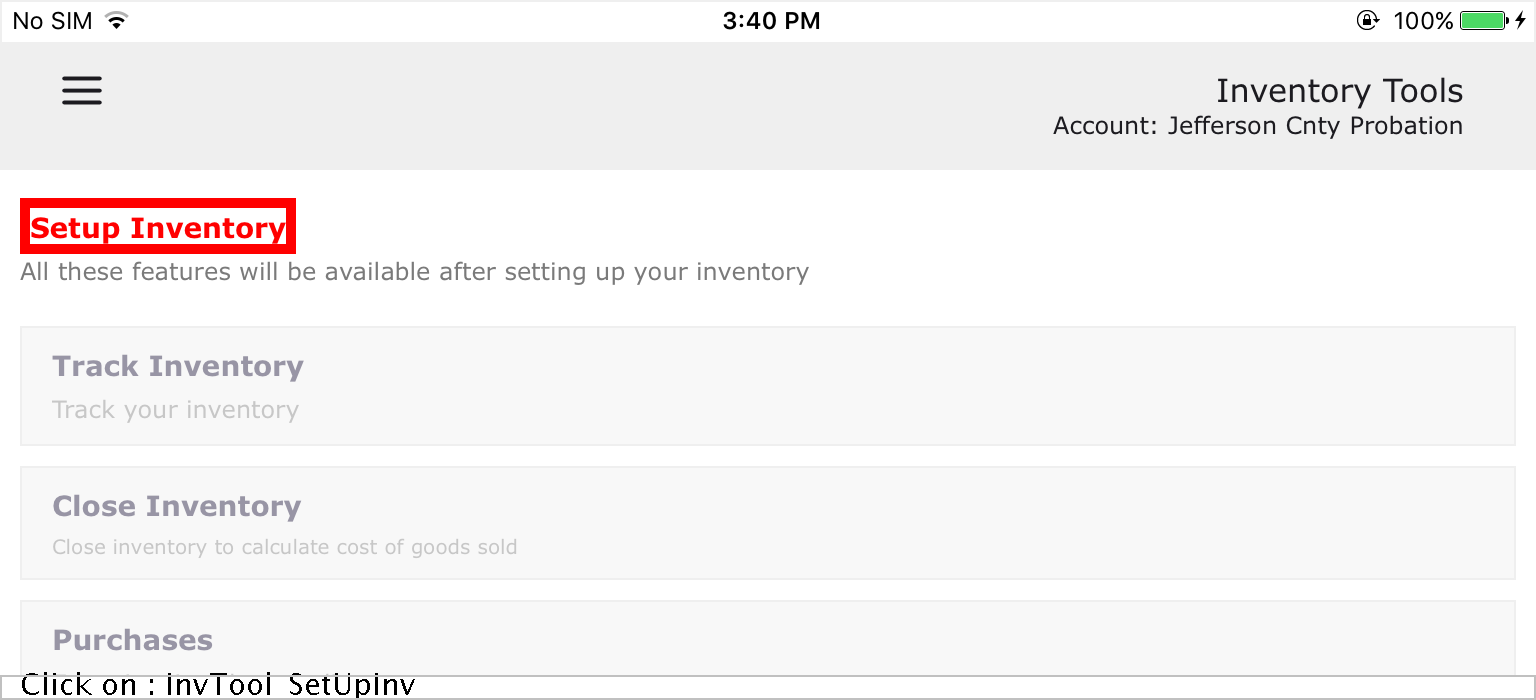 No SIM 3:40 PM 100%
Inventory Tools
Account: Jefferson Cnty Probation
Setup Inventory
All these features will be available after setting up your inventory
Track Inventory
Track your inventory
Close Inventory
Close inventory to calculate cost of goods sold
Purchases
Click on : InvTool_SetUpInv